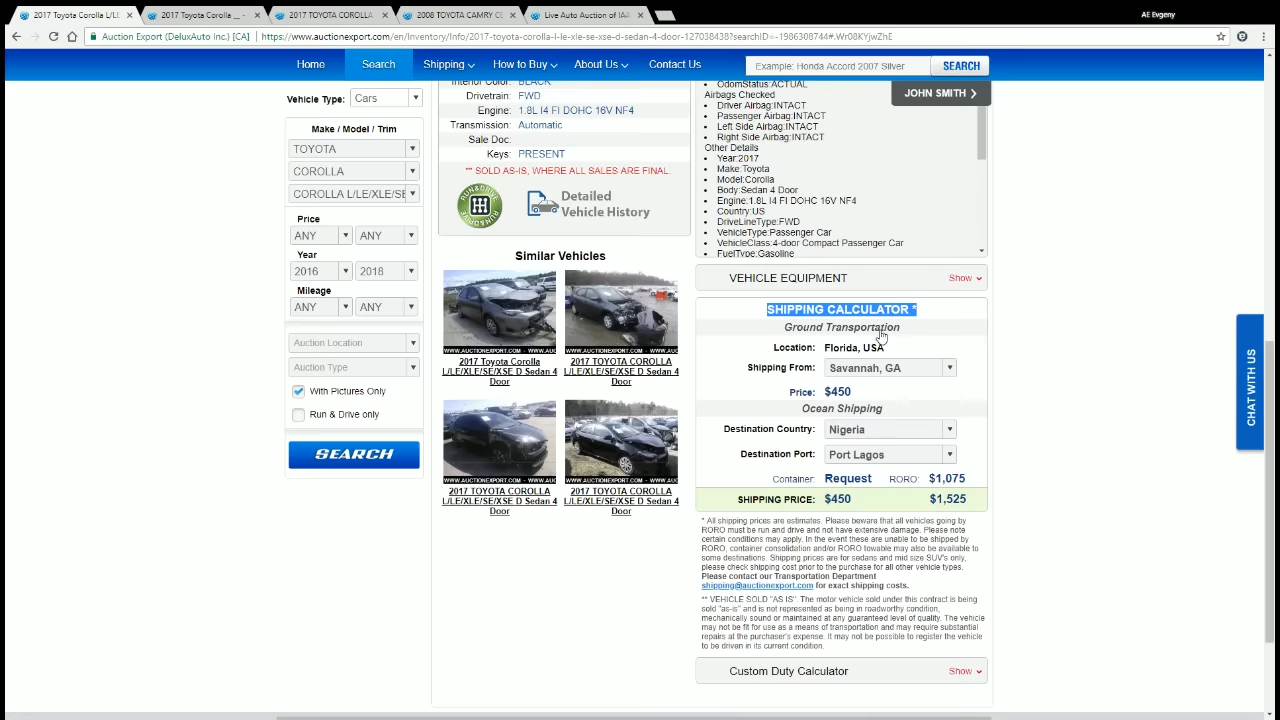 2017 Toyota Corolla L/L
2017 Toyota Corolla __ -
2017 TOYOTA COROLLA
2008 TOYOTA CAMRY CE
Live Auto Auction of IAA
AE Evgeny
Auction Export (DeluxAuto Inc.) [CA]
https://www.auctionexport.com/en/Inventory/Info/2017-toyota-corolla-l-le-xle-se-xse-d-sedan-4-door-127038438?searchID=-1986308744#.Wr08KYjwZhE
Home
Search
Shipping
How to Buy
About Us
Contact Us
Example: Honda Accord 2007 Silver
SEARCH
JOHN SMITH
Vehicle Type:
Cars
Make / Model / Trim
TOYOTA
COROLLA
COROLLA L/LE/XLE/SE
Price
ANY
ANY
Year
2016
2018
Mileage
ANY
ANY
Auction Location
Auction Type
With Pictures Only
Run & Drive only
SEARCH
Interior Color: BLACK
Drivetrain: FWD
Engine: 1.8L I4 FI DOHC 16V NF4
Transmission: Automatic
Sale Doc:
Keys: PRESENT
** SOLD AS-IS, WHERE ALL SALES ARE FINAL.
RUN&DRIVE
RUN&DRIVE
Detailed
Vehicle History
Similar Vehicles
WWW.AUCTIONEXPORT.COM - WWW.AU
WWW.AUCTIONEXPORT.COM - WWW.AU
2017 Toyota Corolla
L/LE/XLE/SE/XSE D Sedan 4
Door
2017 TOYOTA COROLLA
L/LE/XLE/SE/XSE D Sedan 4
Door
WWW.AUCTIONEXPORT.COM - WWW.AU
WWW.AUCTIONEXPORT.COM - WWW.AU
2017 TOYOTA COROLLA
L/LE/XLE/SE/XSE D Sedan 4
Door
2017 TOYOTA COROLLA
L/LE/XLE/SE/XSE D Sedan 4
Door
• OdomStatus:ACTUAL
Airbags Checked
• Driver Airbag:INTACT
• Passenger Airbag:INTACT
• Left Side Airbag:INTACT
• Right Side Airbag:INTACT
Other Details
• Year:2017
• Make:Toyota
• Model:Corolla
• Body:Sedan 4 Door
• Engine:1.8L I4 FI DOHC 16V NF4
• Country:US
• DriveLineType:FWD
• VehicleType:Passenger Car
• VehicleClass:4-door Compact Passenger Car
• FuelType:Gasoline
VEHICLE EQUIPMENT
Show
SHIPPING CALCULATOR *
Ground Transportation
Location: Florida, USA
Shipping From: Savannah, GA
Price: $450
Ocean Shipping
Destination Country: Nigeria
Destination Port: Port Lagos
Container: Request RORO: $1,075
SHIPPING PRICE: $450 $1,525
* All shipping prices are estimates. Please beware that all vehicles going by
RORO must be run and drive and not have extensive damage. Please note
certain conditions may apply. In the event these are unable to be shipped by
RORO, container consolidation and/or RORO towable may also be available to
some destinations. Shipping prices are for sedans and mid size SUV's only,
please check shipping cost prior to the purchase for all other vehicle types.
Please contact our Transportation Department
shipping@auctionexport.com for exact shipping costs.
** VEHICLE SOLD "AS IS". The motor vehicle sold under this contract is being
sold "as-is" and is not represented as being in roadworthy condition,
mechanically sound or maintained at any guaranteed level of quality. The vehicle
may not be fit for use as a means of transportation and may require substantial
repairs at the purchaser's expense. It may not be possible to register the vehicle
to be driven in its current condition.
Custom Duty Calculator
Show
CHAT WITH US